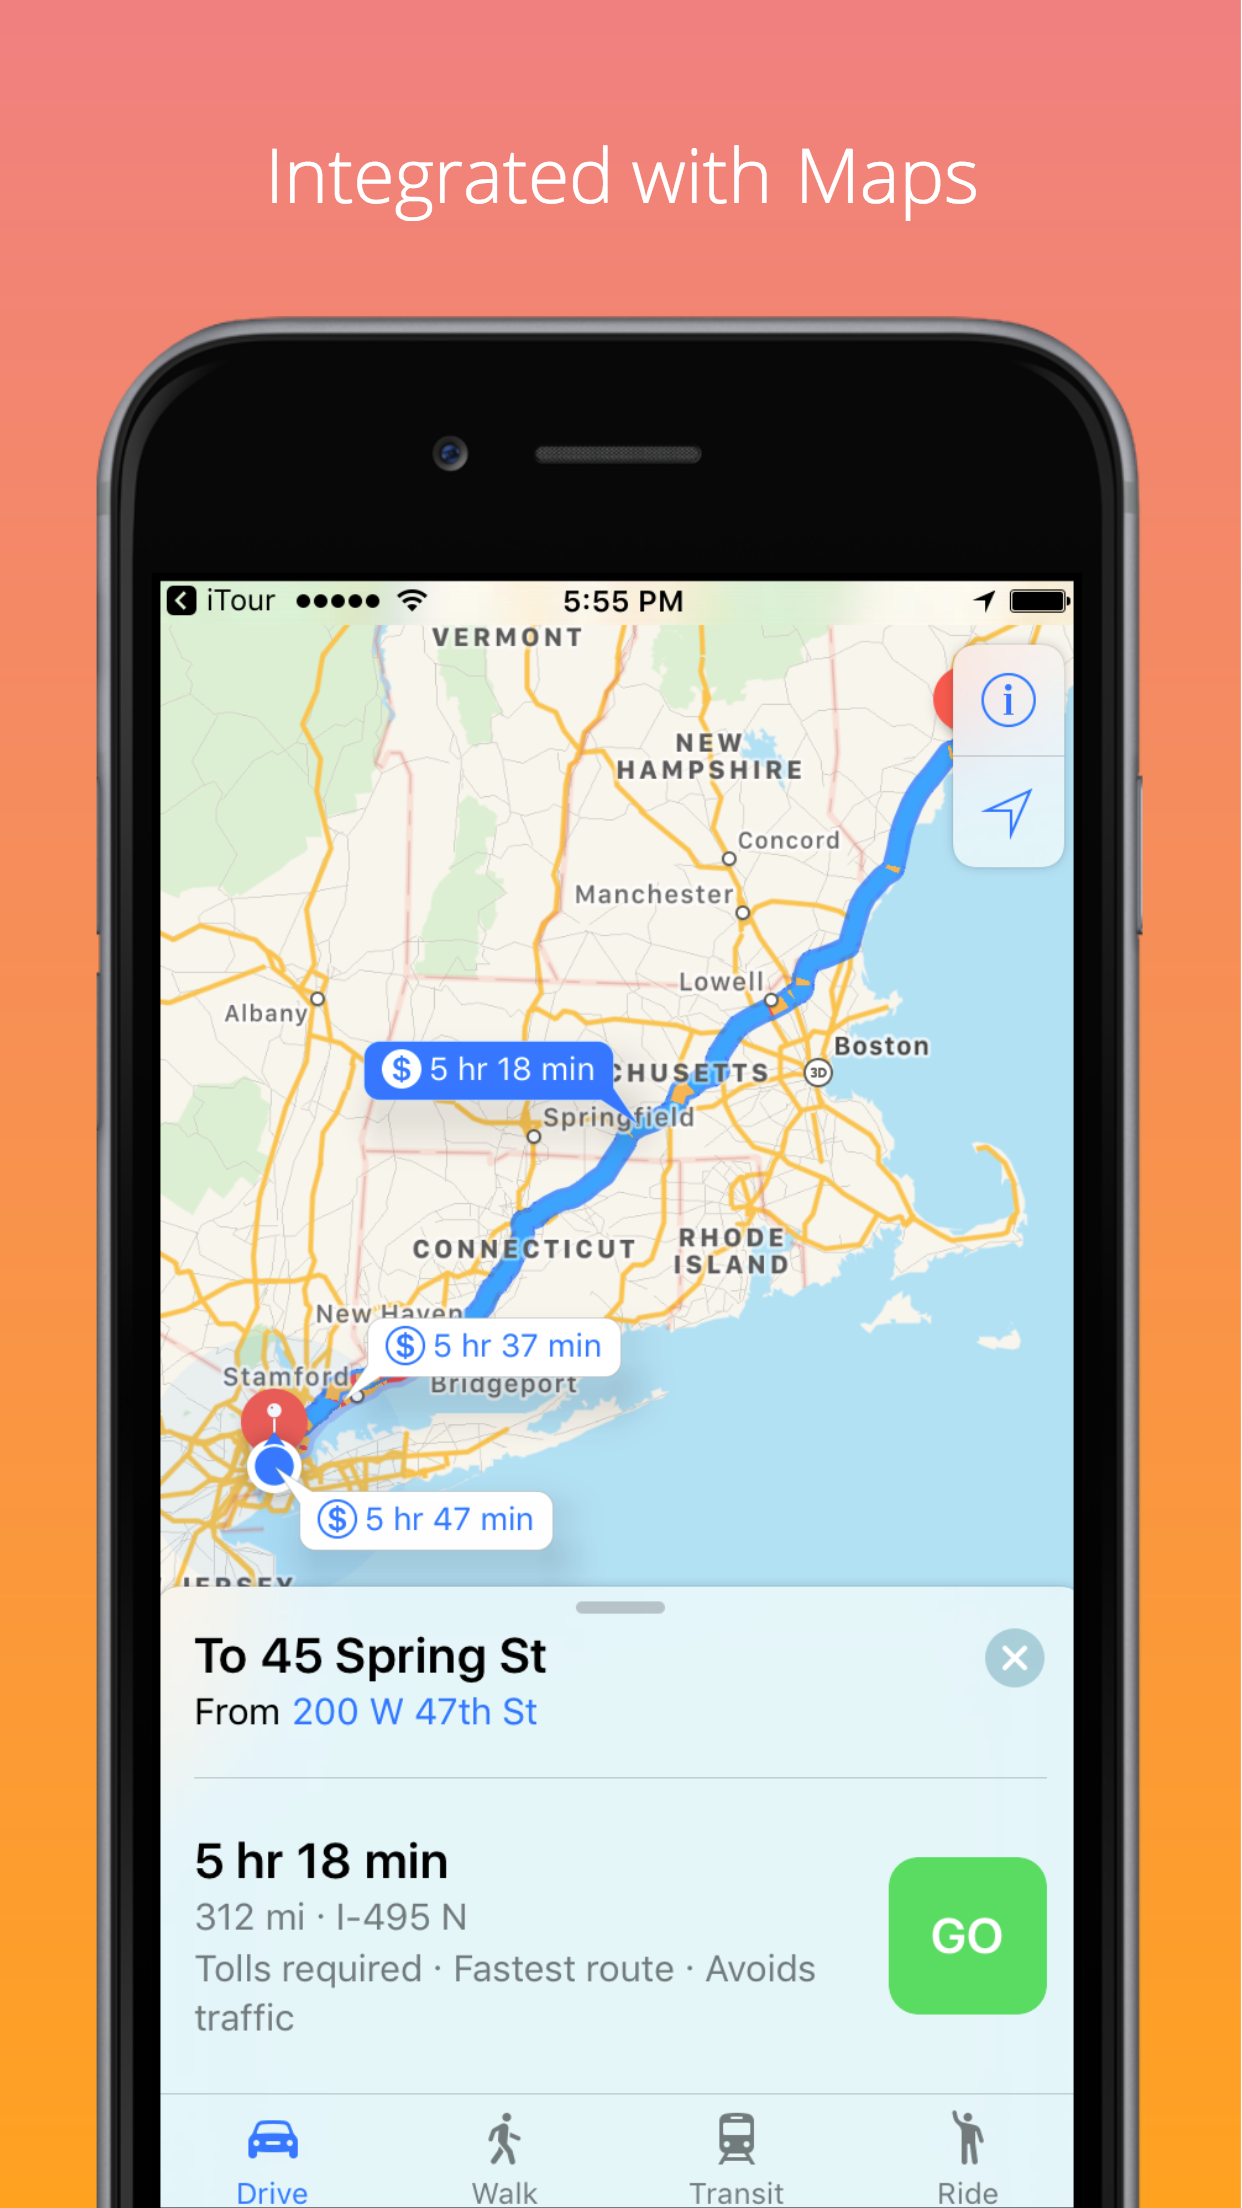 Integrated with Maps
iTour
5:55 PM
VERMONT
NEW
HAMPSHIRE
Concord
Manchester
Lowell
Albany
Boston
3D
$ 5 hr 18 min
CHUSETTS
Springfield
CONNECTICUT
RHODE
ISLAND
New Haven
$ 5 hr 37 min
Stamford
Bridgeport
$ 5 hr 47 min
JERSEY
To 45 Spring St
From 200 W 47th St
5 hr 18 min
312 mi · I-495 N
Tolls required · Fastest route · Avoids
traffic
GO
Drive
Walk
Transit
Ride